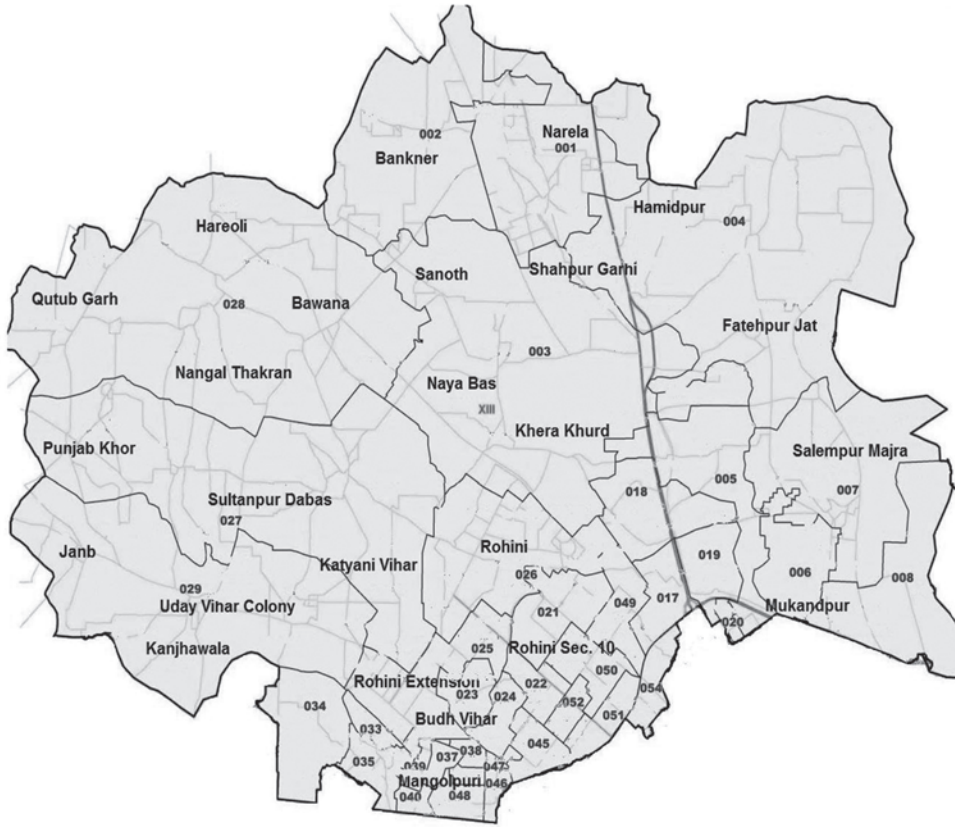 Narela
001
002
Bankner
Hamidpur
004
Hareoli
Shahpur Garhi
Sanoth
Qutub Garh
028
Bawana
Fatehpur Jat
003
Nangal Thakran
Naya Bas
XIII
Khera Khurd
Punjab Khor
Salempur Majra
018
005
007
Sultanpur Dabas
027
Rohini
Janb
019
Katyani Vihar
026
006
008
029
Uday Vihar Colony
021
049
017
Mukandpur
020
Kanjhawala
025
Rohini Sec. 10
050
Rohini Extension
023
024
022
054
034
052
033
Budh Vihar
051
045
035
039
037
038
047
Mangolpuri
046
040
048